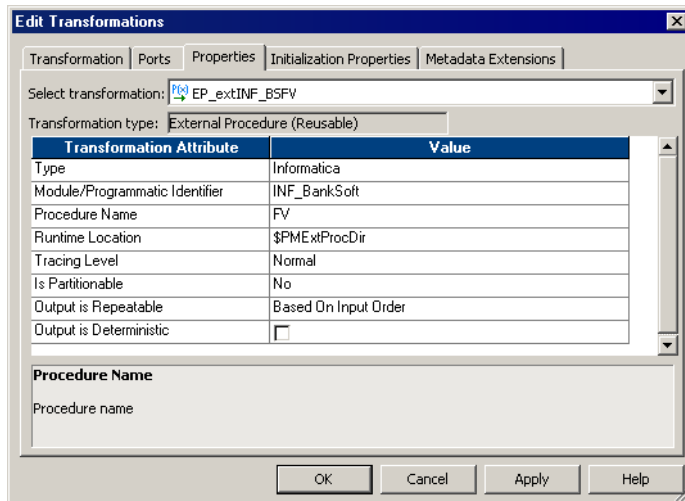 Edit Transformations
Transformation Ports Properties Initialization Properties Metadata Extensions
Select transformation: P(x) EP_extINF_BSFV
Transformation type: External Procedure (Reusable)
Transformation Attribute Value
Type Informatica
Module/Programmatic Identifier INF_BankSoft
Procedure Name FV
Runtime Location $PMExtProcDir
Tracing Level Normal
Is Partitionable No
Output is Repeatable Based On Input Order
Output is Deterministic
Procedure Name
Procedure name
OK Cancel Apply Help